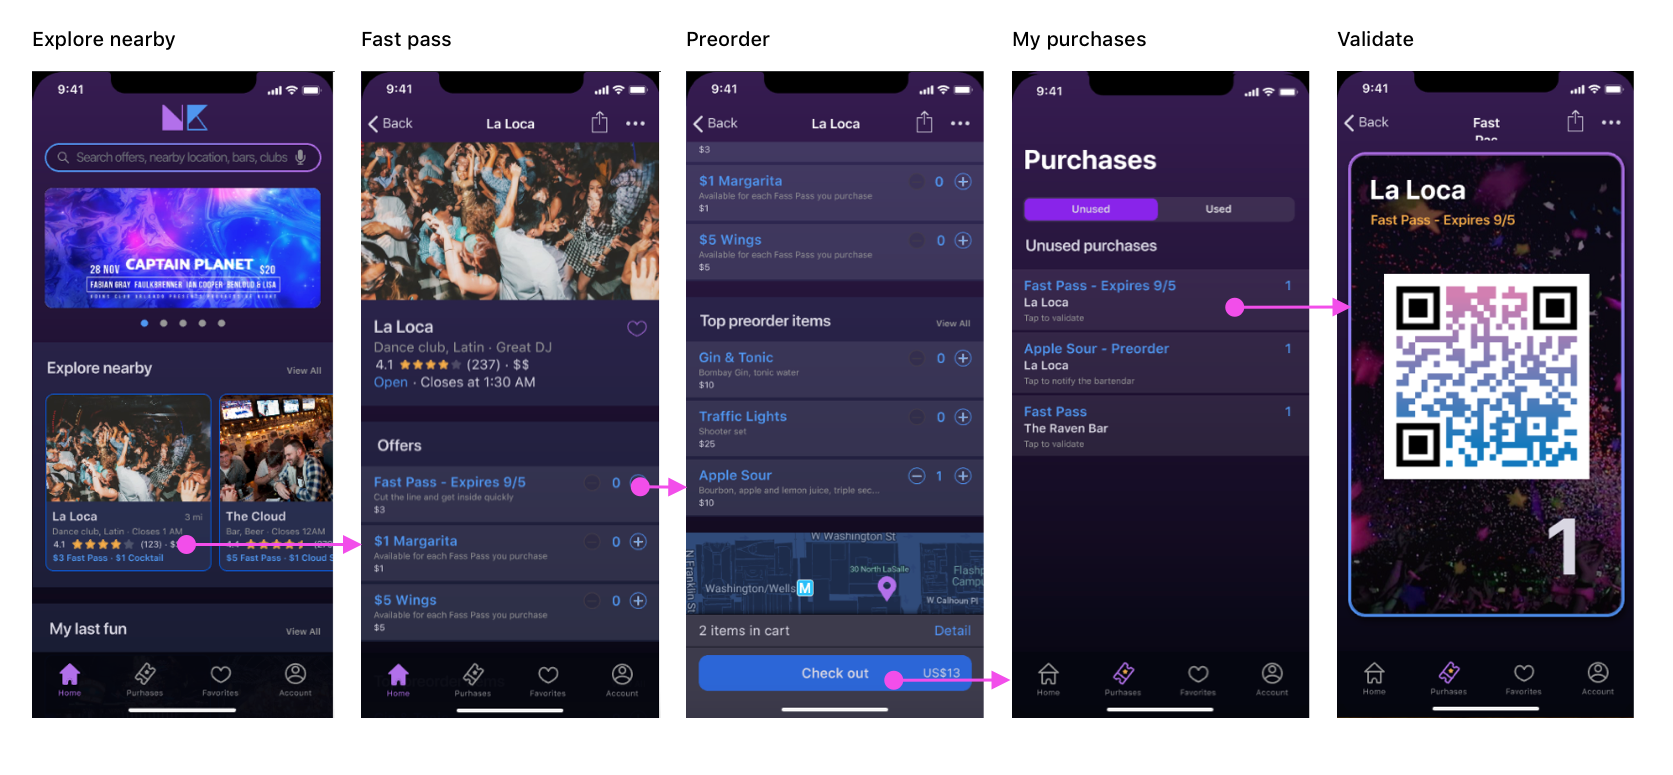 Explore nearby
9:41
Search offers, nearby location, bars, clubs
28 NOV CAPTAIN PLANET $20
FABIAN GRAY FAULKBRENNER IAN COOPER BENLOUD & LISA
Explore nearby View All
La Loca 3 mi
Dance club, Latin · Closes 1 AM
4.1 (123) · $
$3 Fast Pass · $1 Cocktail
The Cloud
Bar, Beer · Closes 12AM
$5 Fast Pass · $1 Cloud S
My last fun View All
Home Purhases Favorites Account
Fast pass
9:41
Back La Loca
La Loca
Dance club, Latin · Great DJ
4.1 (237) · $$
Open · Closes at 1:30 AM
Offers
Fast Pass - Expires 9/5 0
Cut the line and get inside quickly
$3
$1 Margarita 0
Available for each Fass Pass you purchase
$1
$5 Wings 0
Available for each Fass Pass you purchase
$5
Home Purchases Favorites Account
Preorder
9:41
Back La Loca
$3
$1 Margarita 0
Available for each Fass Pass you purchase
$1
$5 Wings 0
Available for each Fass Pass you purchase
$5
Top preorder items View All
Gin & Tonic 0
Bombay Gin, tonic water
$10
Traffic Lights 0
Shooter set
$25
Apple Sour 1
Bourbon, apple and lemon juice, triple sec...
$10
W Washington St
N Franklin St
30 North LaSalle
Washington/Wells M
Flashp
Campu
W.Calhoun Pl
2 items in cart Detail
Check out US$13
My purchases
9:41
Purchases
Unused Used
Unused purchases
Fast Pass - Expires 9/5 1
La Loca
Tap to validate
Apple Sour - Preorder 1
La Loca
Tap to notify the bartendar
Fast Pass 1
The Raven Bar
Tap to validate
Home Purhases Favorites Account
Validate
9:41
Back Fast
La Loca
Fast Pass - Expires 9/5
1
Home Purhases Favorites Account